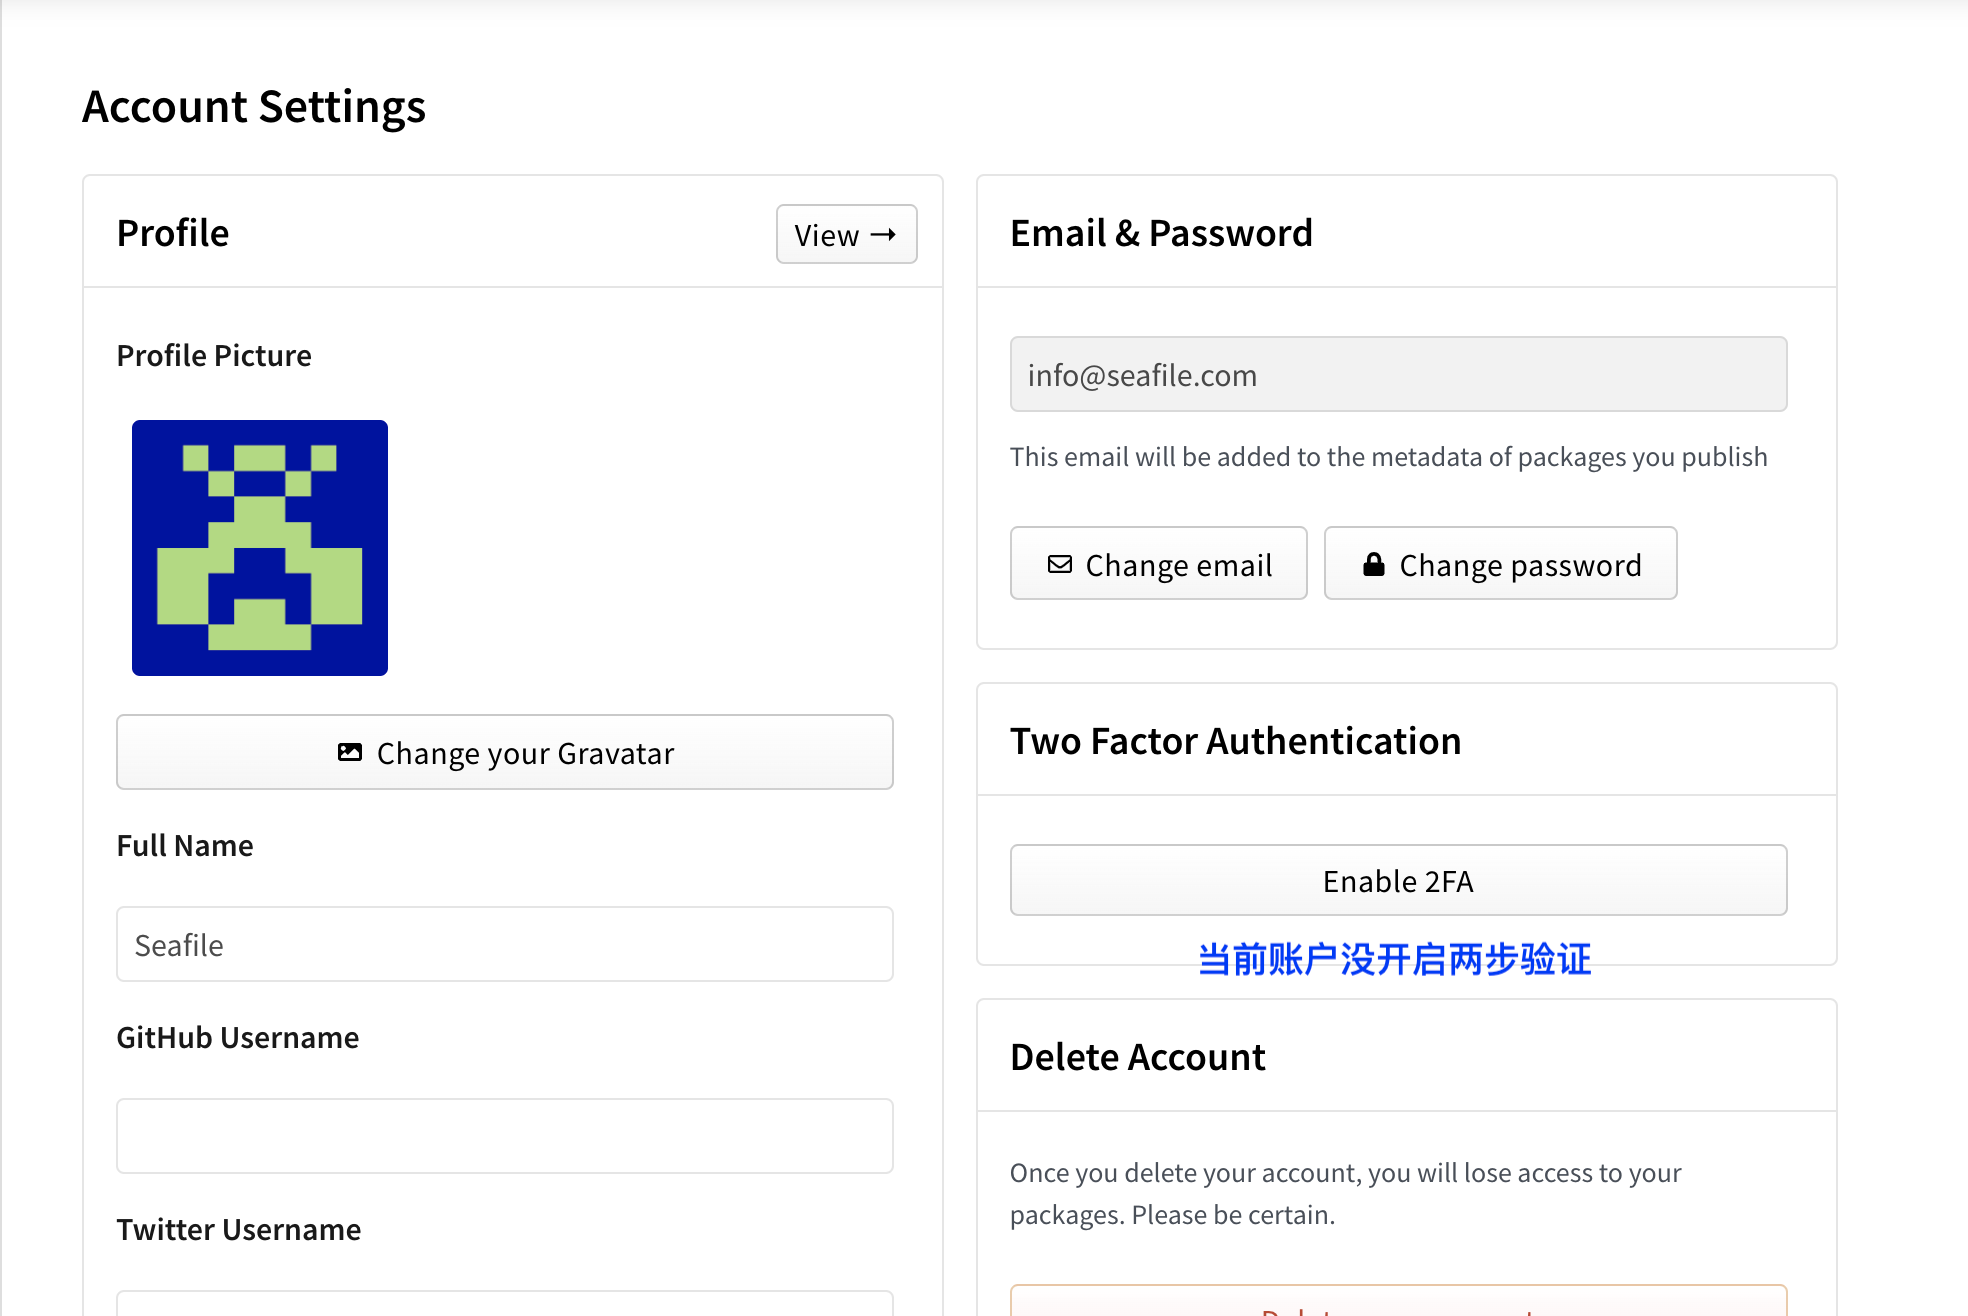 Account Settings
Profile
View →
Profile Picture
Change your Gravatar
Full Name
Seafile
GitHub Username
Twitter Username
Email & Password
info@seafile.com
This email will be added to the metadata of packages you publish
Change email
Change password
Two Factor Authentication
Enable 2FA
当前账户没开启两步验证
Delete Account
Once you delete your account, you will lose access to your
packages. Please be certain.